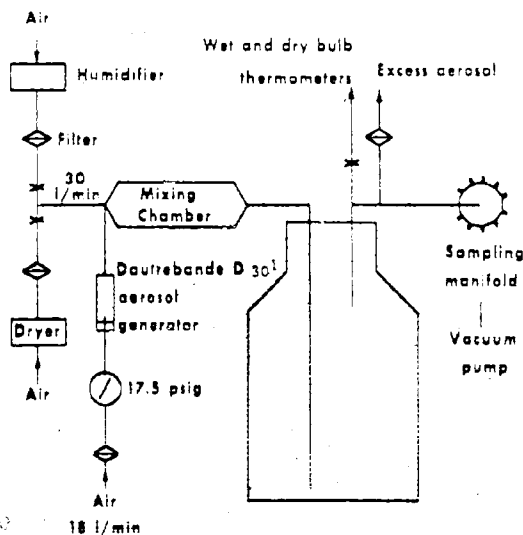 Air
Humidifier
Filter
30
l/min
Mixing
Chamber
Dautrebande D 30¹
aerosol
generator
Dryer
Air
17.5 psig
Air
18 l/min
Wet and dry bulb
thermometers
Excess aerosol
Sampling
manifold
Vacuum
pump